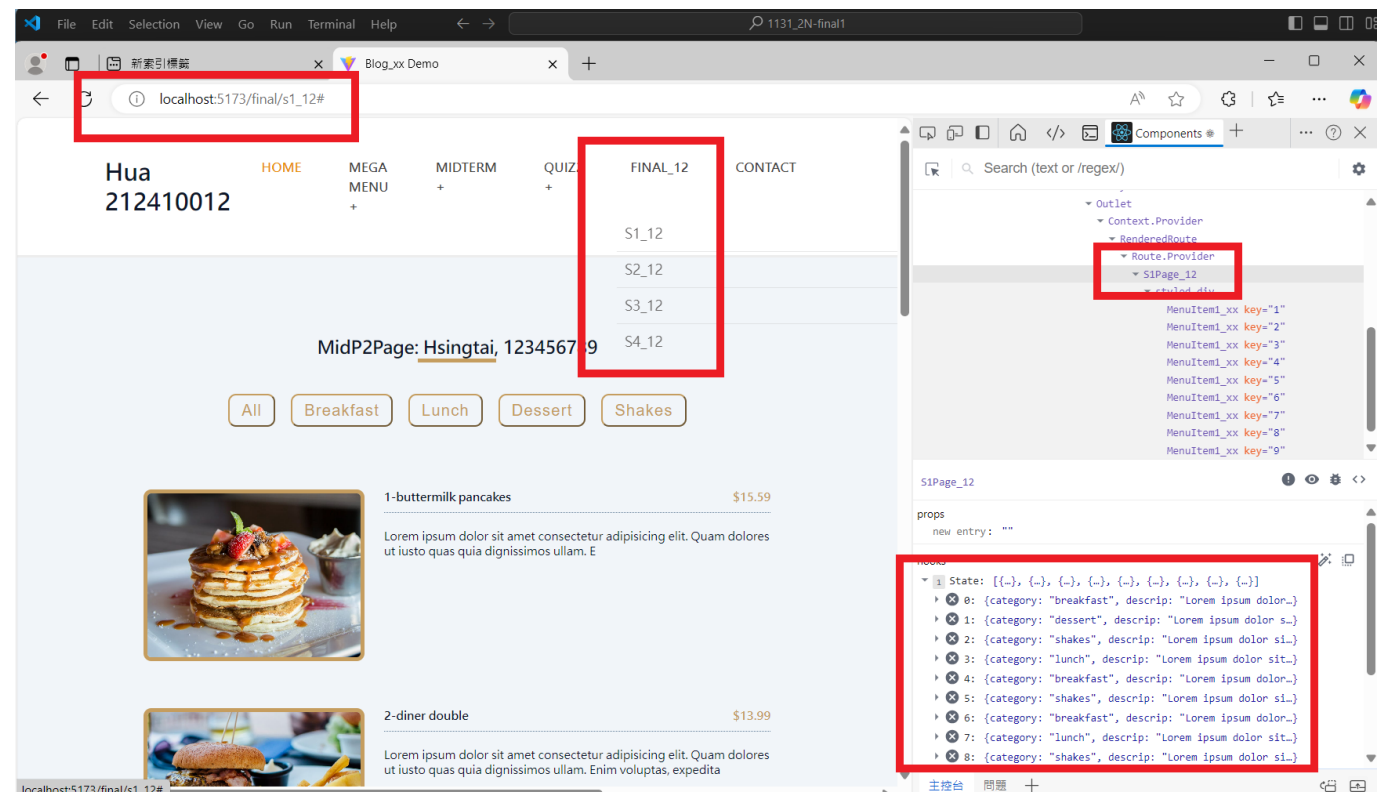 File Edit Selection View Go Run Terminal Help 1131_2N-final1
新索引標籤 Blog_xx Demo
localhost:5173/final/s1_12#
Components
Search (text or /regex/)
Hua
212410012
HOME
MEGA
MENU
+
MIDTERM
+
QUIZ
+
FINAL_12
CONTACT
S1_12
S2_12
S3_12
S4_12
MidP2Page: Hsingtai, 123456789
All Breakfast Lunch Dessert Shakes
1-buttermilk pancakes $15.59
Lorem ipsum dolor sit amet consectetur adipisicing elit. Quam dolores
ut iusto quas quia dignissimos ullam. E
2-diner double $13.99
Lorem ipsum dolor sit amet consectetur adipisicing elit. Quam dolores
ut iusto quas quia dignissimos ullam. Enim voluptas, expedita
localhost:5173/final/s1_12#
Outlet
Context.Provider
RenderedRoute
Route.Provider
S1Page_12
styled.div
MenuItem1_xx key="1"
MenuItem1_xx key="2"
MenuItem1_xx key="3"
MenuItem1_xx key="4"
MenuItem1_xx key="5"
MenuItem1_xx key="6"
MenuItem1_xx key="7"
MenuItem1_xx key="8"
MenuItem1_xx key="9"
S1Page_12
props
new entry: ""
hooks
1 State: [{…}, {…}, {…}, {…}, {…}, {…}, {…}, {…}, {…}]
0: {category: "breakfast", descrip: "Lorem ipsum dolor…}
1: {category: "dessert", descrip: "Lorem ipsum dolor s…}
2: {category: "shakes", descrip: "Lorem ipsum dolor si…}
3: {category: "lunch", descrip: "Lorem ipsum dolor sit…}
4: {category: "breakfast", descrip: "Lorem ipsum dolor…}
5: {category: "shakes", descrip: "Lorem ipsum dolor si…}
6: {category: "breakfast", descrip: "Lorem ipsum dolor…}
7: {category: "lunch", descrip: "Lorem ipsum dolor sit…}
8: {category: "shakes", descrip: "Lorem ipsum dolor si…}
主控台 問題